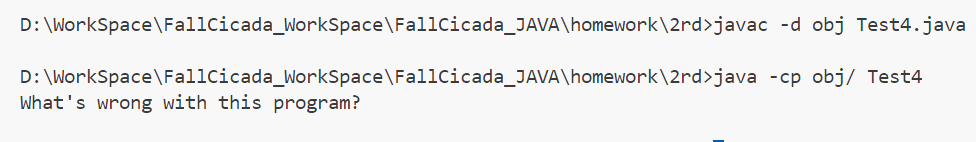 D:\WorkSpace\FallCicada_WorkSpace\FallCicada_JAVA\homework\2rd>javac -d obj Test4.java
D:\WorkSpace\FallCicada_WorkSpace\FallCicada_JAVA\homework\2rd>java -cp obj/ Test4
What's wrong with this program?